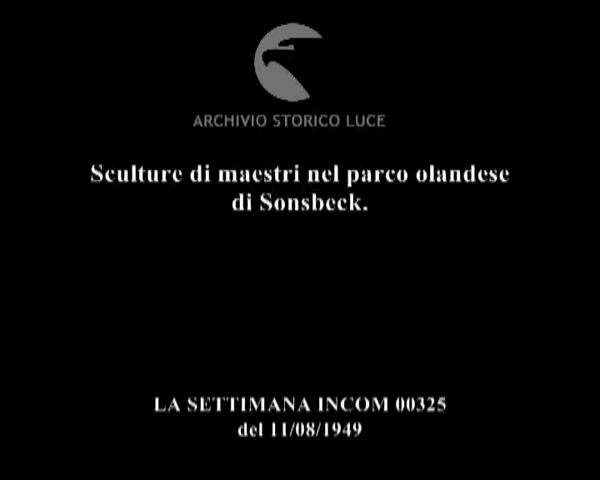 ARCHIVIO STORICO LUCE
Sculture di maestri nel parco olandese
di Sonsbeck.
LA SETTIMANA INCOM 00325
del 11/08/1949